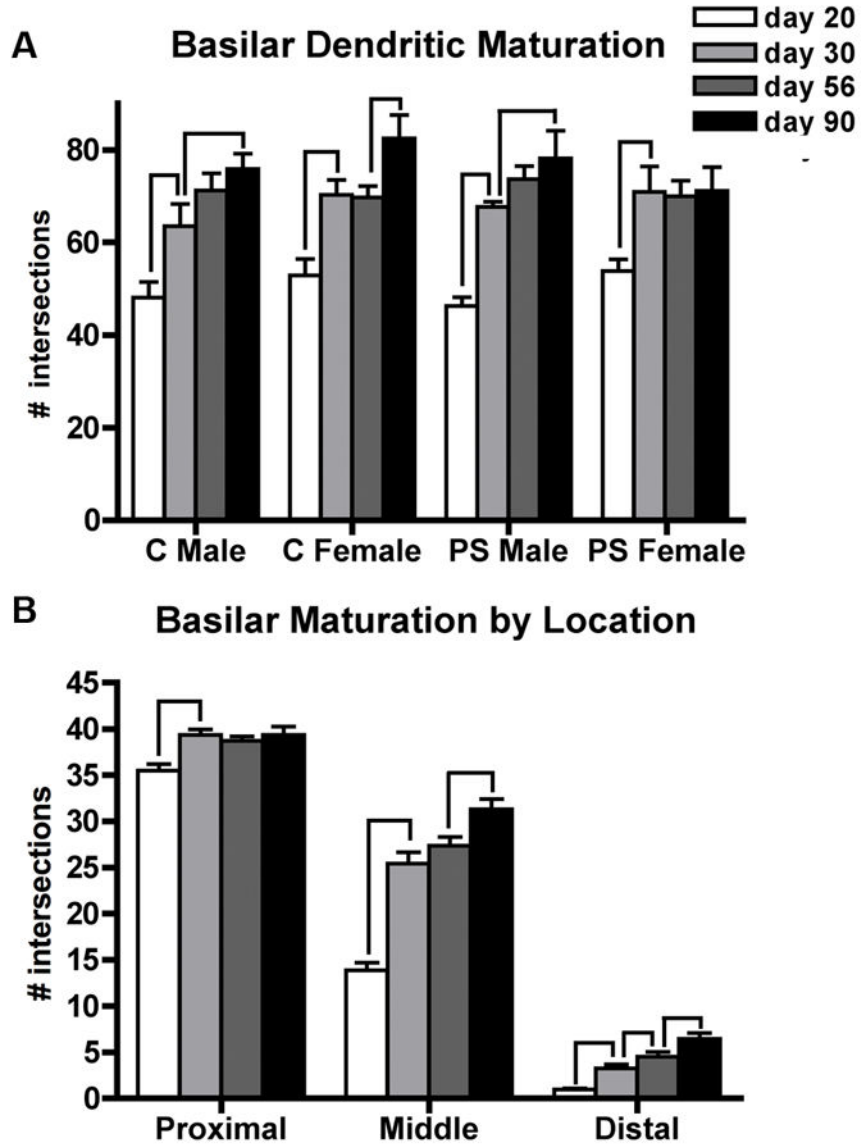 A
Basilar Dendritic Maturation
day 20
day 30
day 56
day 90
# intersections
80
60
40
20
0
C Male
C Female
PS Male
PS Female
B
Basilar Maturation by Location
# intersections
45
40
35
30
25
20
15
10
5
0
Proximal
Middle
Distal